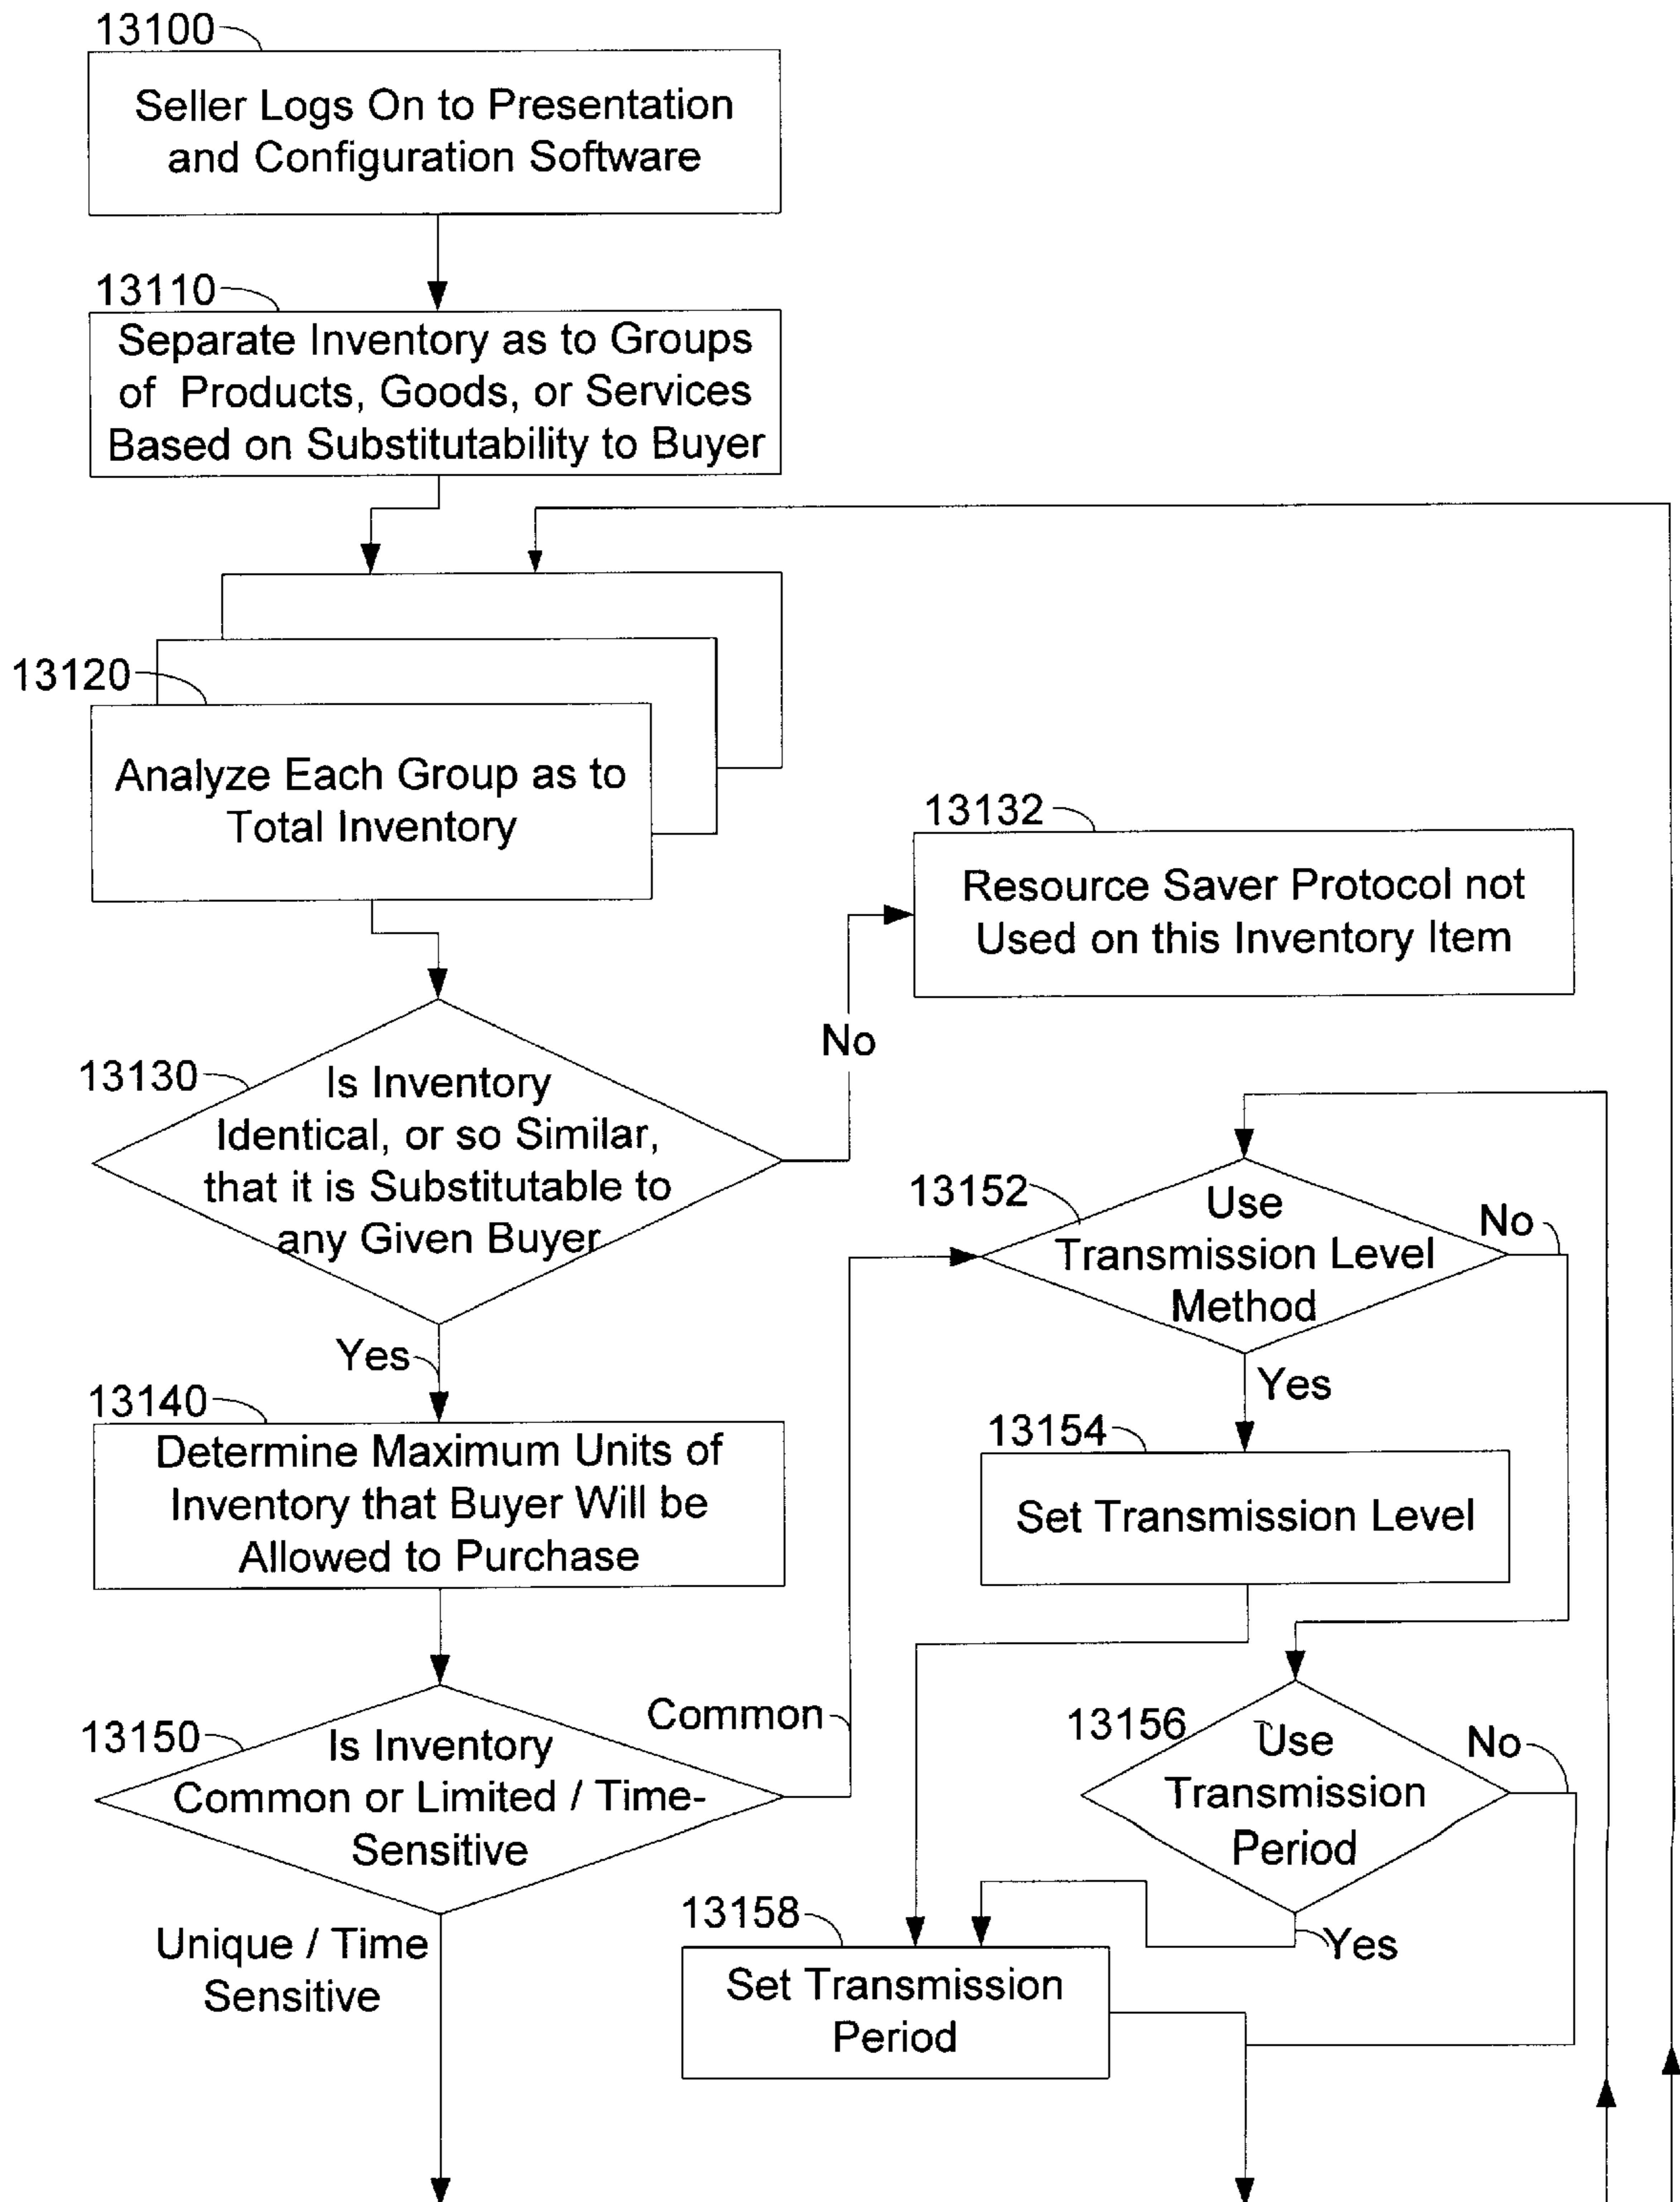 13100
Seller Logs On to Presentation
and Configuration Software
13110
Separate Inventory as to Groups
of Products, Goods, or Services
Based on Substitutability to Buyer
13120
Analyze Each Group as to
Total Inventory
13132
Resource Saver Protocol not
Used on this Inventory Item
No
13130
Is Inventory
Identical, or so Similar,
that it is Substitutable to
any Given Buyer
Yes
13152
Use
Transmission Level
Method
No
Yes
13140
Determine Maximum Units of
Inventory that Buyer Will be
Allowed to Purchase
13154
Set Transmission Level
13150
Is Inventory
Common or Limited / Time-
Sensitive
Common
Unique / Time
Sensitive
13156
Use
Transmission
Period
No
Yes
13158
Set Transmission
Period